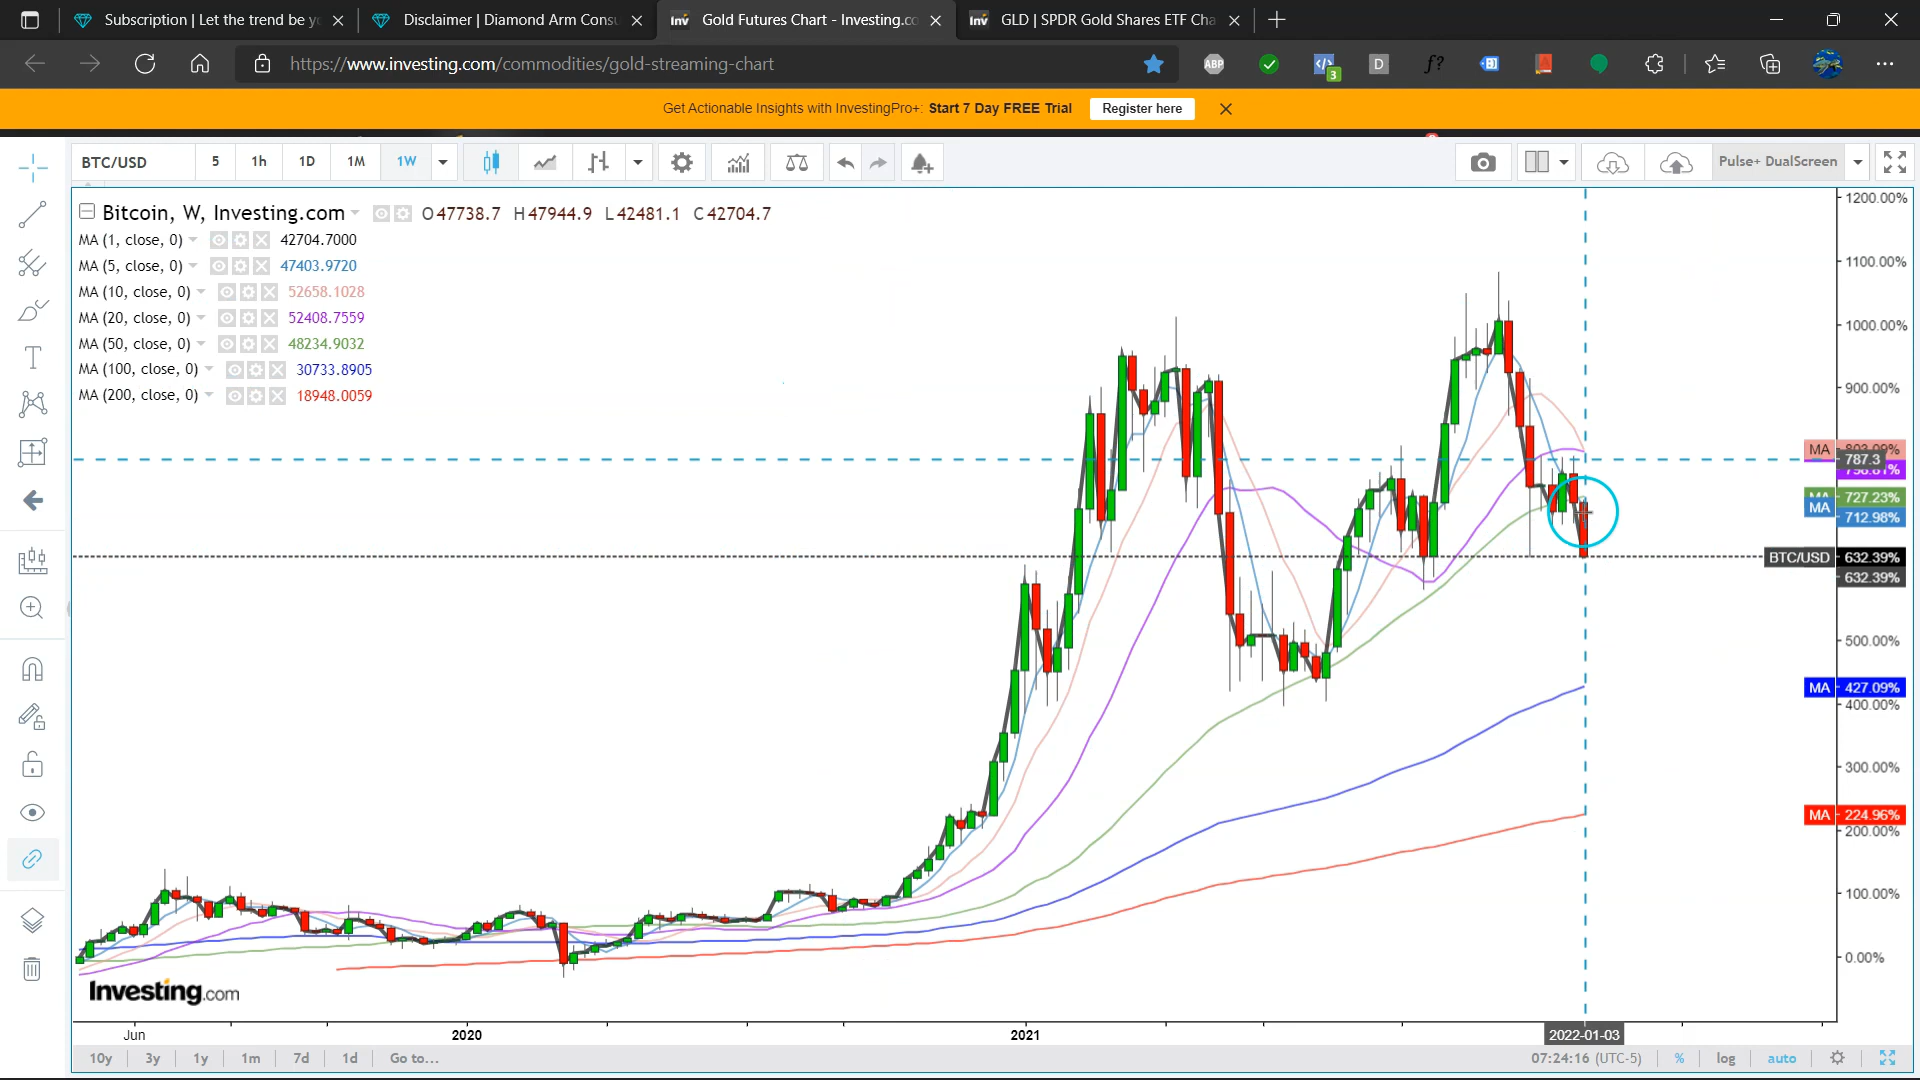 Subscription | Let the trend be yo
Disclaimer | Diamond Arm Consu
Inv Gold Futures Chart - Investing.co
Inv GLD | SPDR Gold Shares ETF Cha
https://www.investing.com/commodities/gold-streaming-chart
ABP
3
D
f?
Get Actionable Insights with InvestingPro+: Start 7 Day FREE Trial
Register here
BTC/USD 5 1h 1D 1M 1W
Pulse+ DualScreen
Bitcoin, W, Investing.com O47738.7 H47944.9 L42481.1 C42704.7
MA (1, close, 0) 42704.7000
MA (5, close, 0) 47403.9720
MA (10, close, 0) 52658.1028
MA (20, close, 0) 52408.7559
MA (50, close, 0) 48234.9032
MA (100, close, 0) 30733.8905
MA (200, close, 0) 18948.0059
1200.00%
1100.00%
1000.00%
900.00%
MA
787.3
727.23%
MA 712.98%
BTC/USD 632.39%
632.39%
500.00%
MA 427.09%
400.00%
300.00%
MA 224.96%
200.00%
100.00%
0.00%
Investing.com
Jun 2020 2021 2022-01-03
10y 3y 1y 1m 7d 1d Go to...
07:24:16 (UTC-5) % log auto